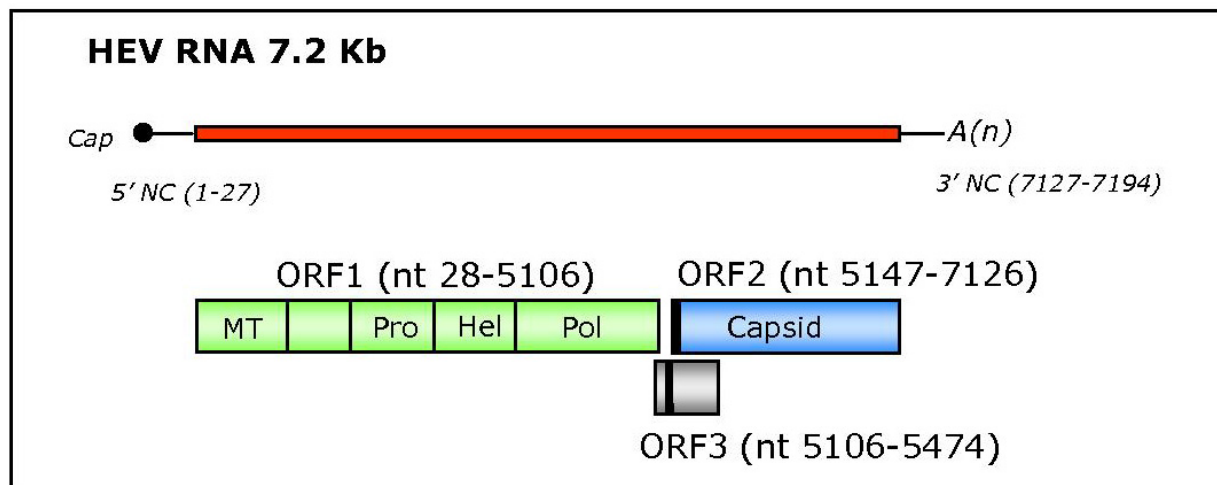 HEV RNA 7.2 Kb
Cap A(n)
5' NC (1-27) 3' NC (7127-7194)
ORF1 (nt 28-5106) ORF2 (nt 5147-7126)
MT Pro Hel Pol Capsid
ORF3 (nt 5106-5474)